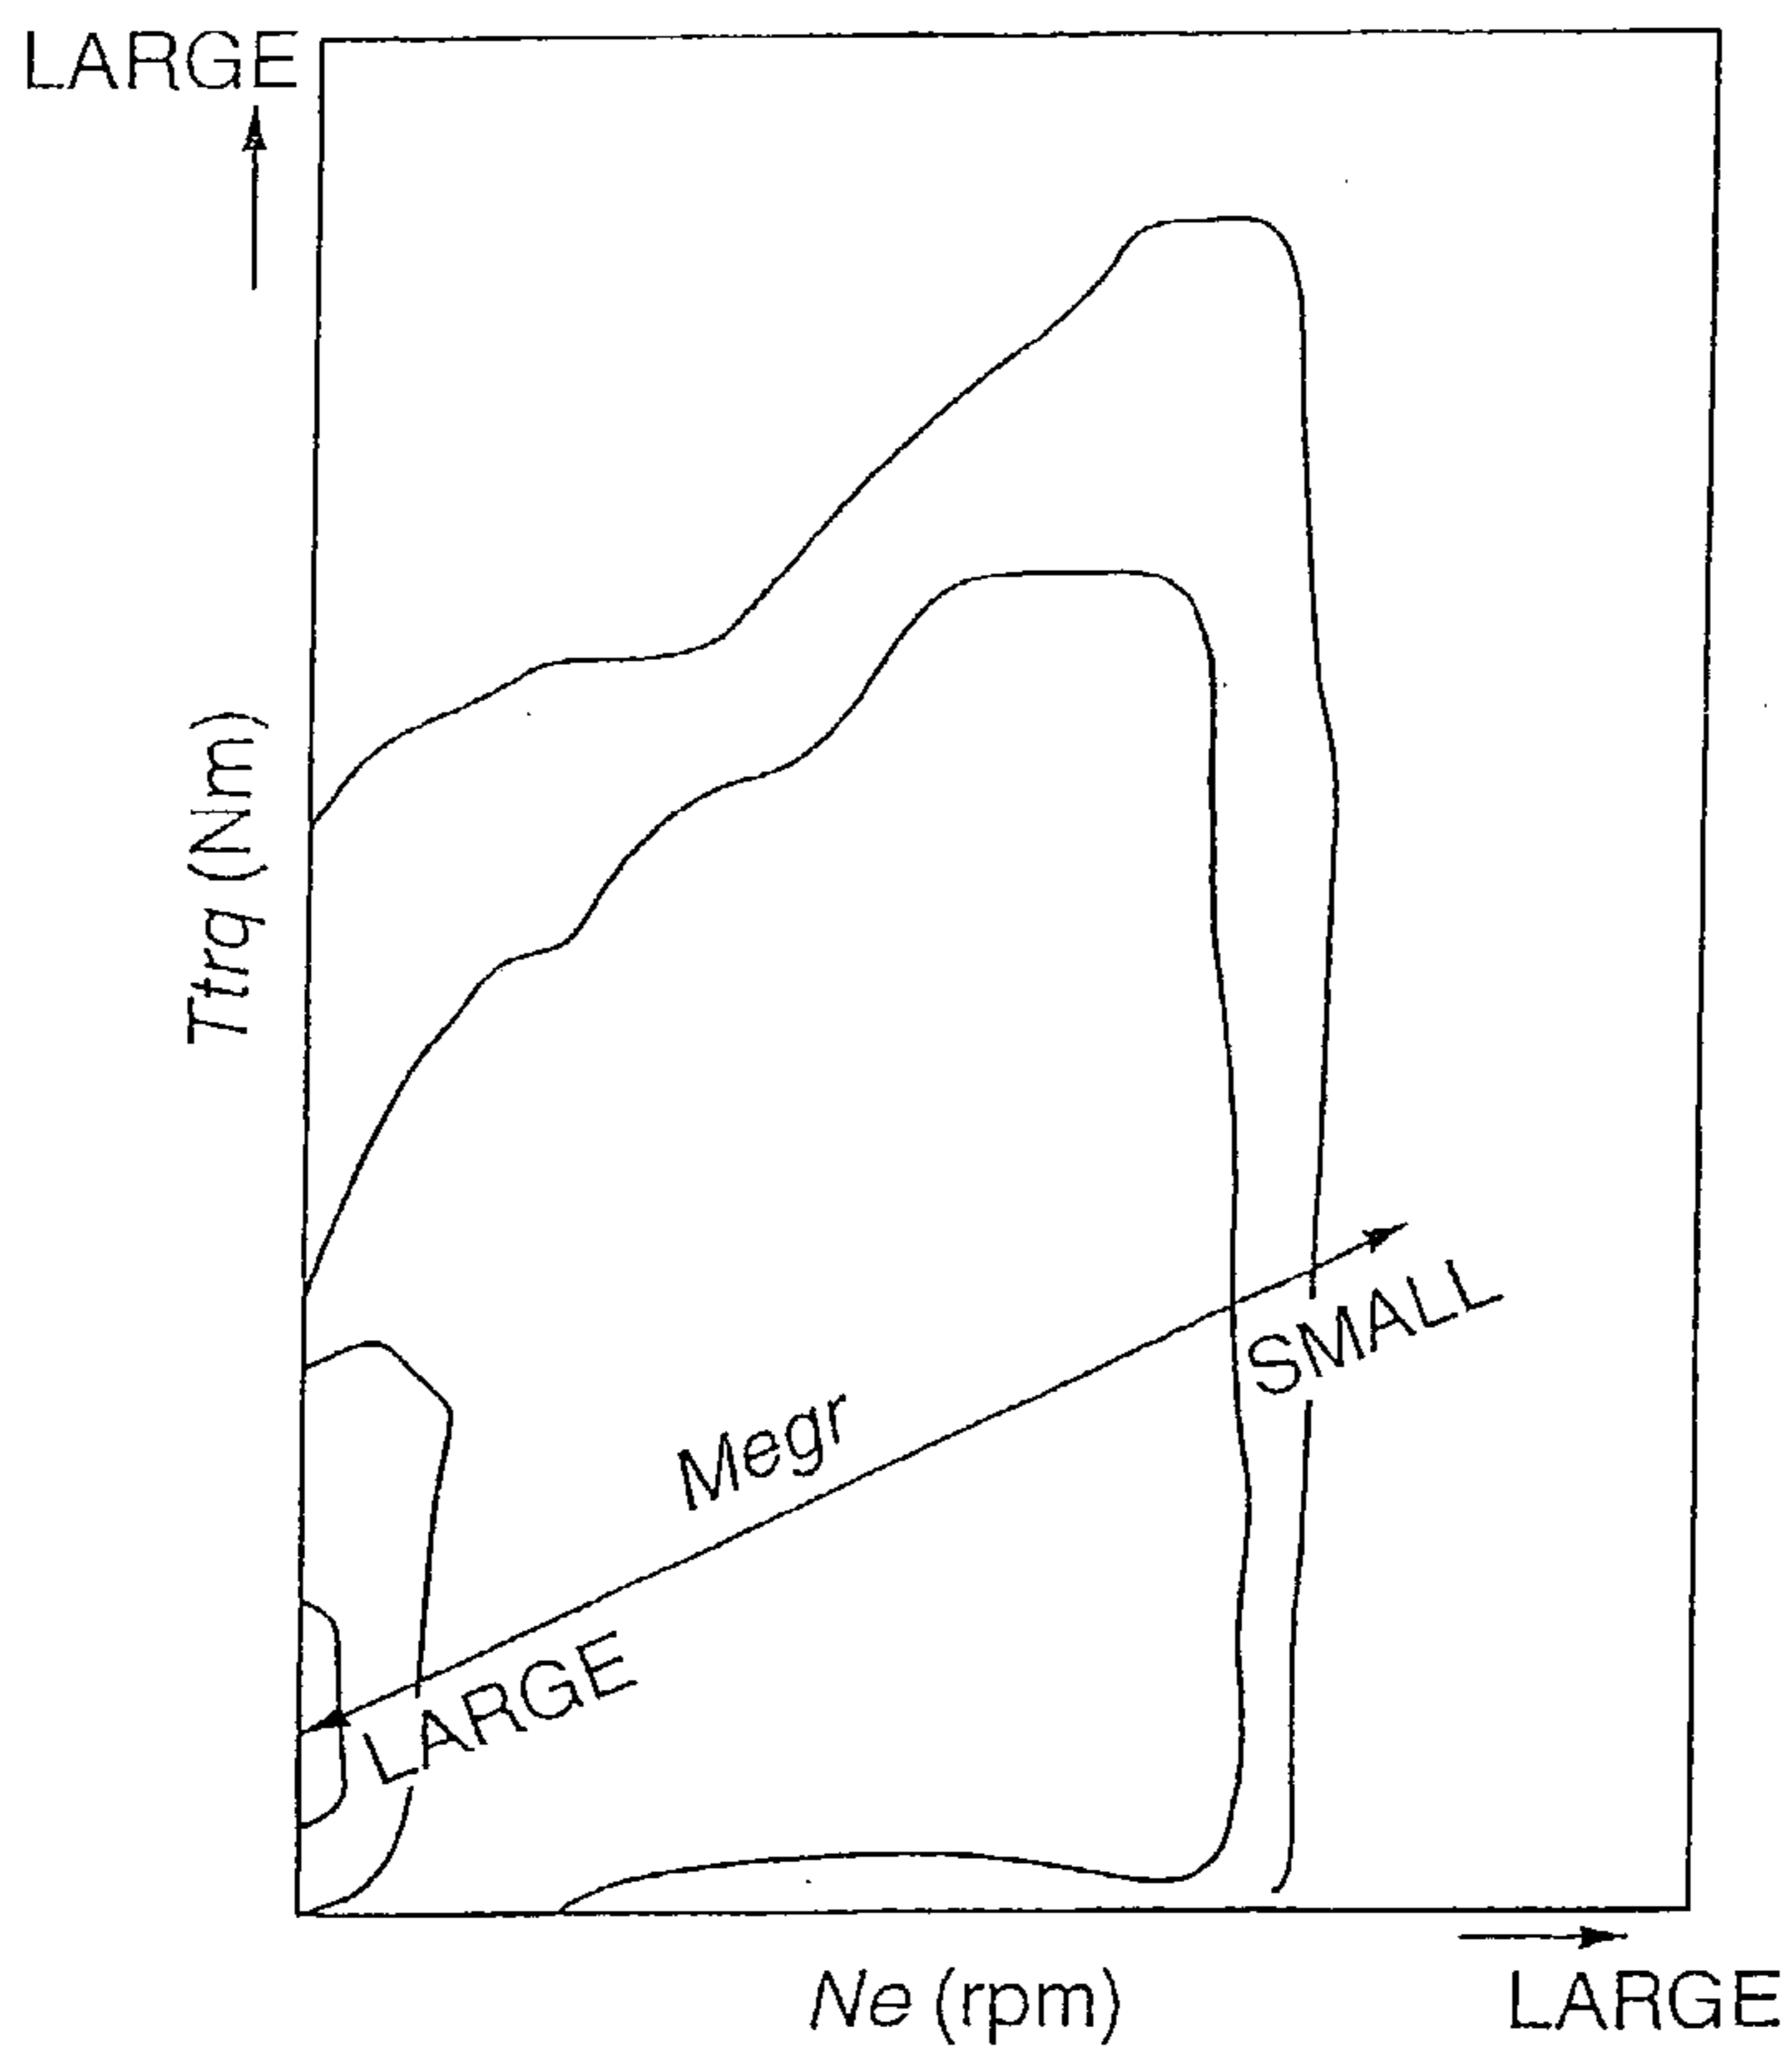 LARGE
Ttrq (Nm)
Megr
SMALL
LARGE
Ne (rpm)
LARGE